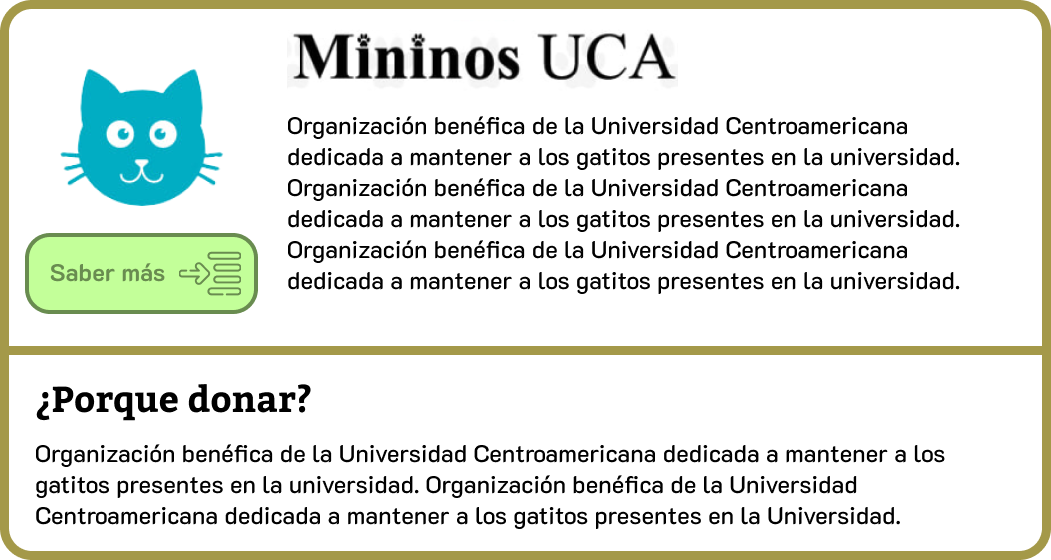 Mininos UCA
Organización benéfica de la Universidad Centroamericana
dedicada a mantener a los gatitos presentes en la universidad.
Organización benéfica de la Universidad Centroamericana
dedicada a mantener a los gatitos presentes en la universidad.
Organización benéfica de la Universidad Centroamericana
dedicada a mantener a los gatitos presentes en la universidad.
Saber más
¿Porque donar?
Organización benéfica de la Universidad Centroamericana dedicada a mantener a los
gatitos presentes en la universidad. Organización benéfica de la Universidad
Centroamericana dedicada a mantener a los gatitos presentes en la Universidad.